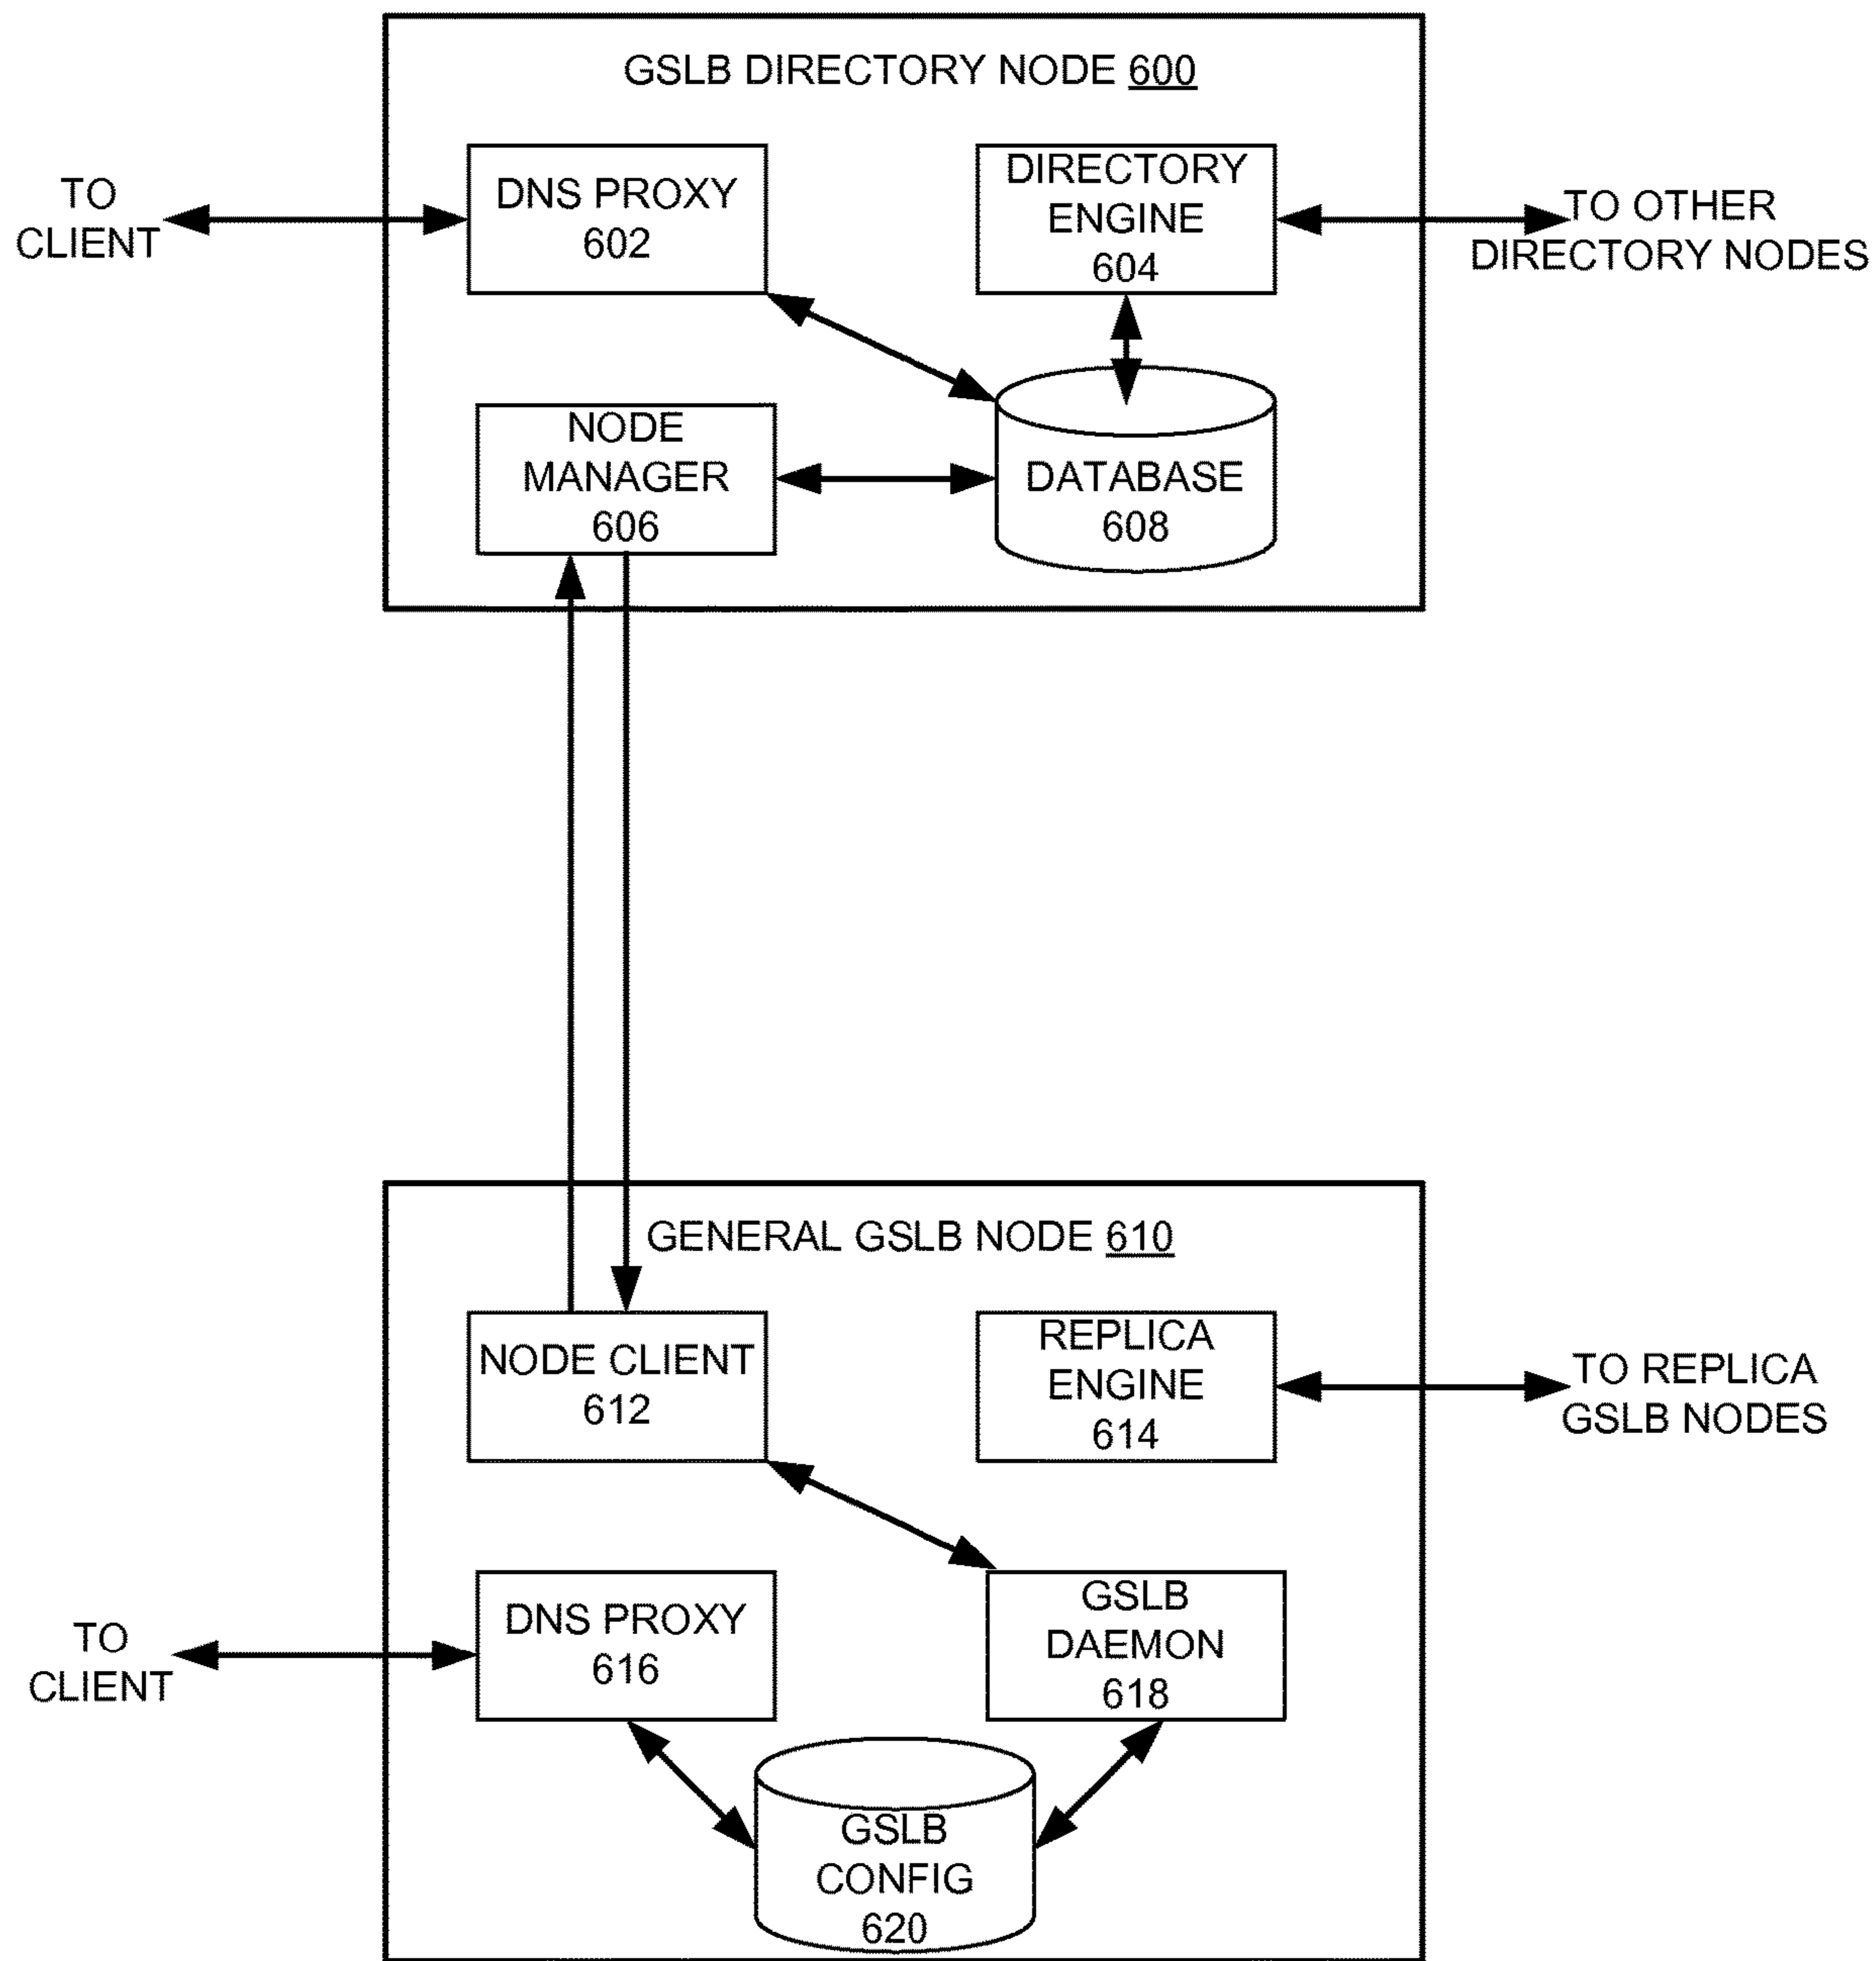 GSLB DIRECTORY NODE 600
TO
CLIENT
DNS PROXY
602
DIRECTORY
ENGINE
604
TO OTHER
DIRECTORY NODES
NODE
MANAGER
606
DATABASE
608
GENERAL GSLB NODE 610
NODE CLIENT
612
REPLICA
ENGINE
614
TO REPLICA
GSLB NODES
TO
CLIENT
DNS PROXY
616
GSLB
DAEMON
618
GSLB
CONFIG
620